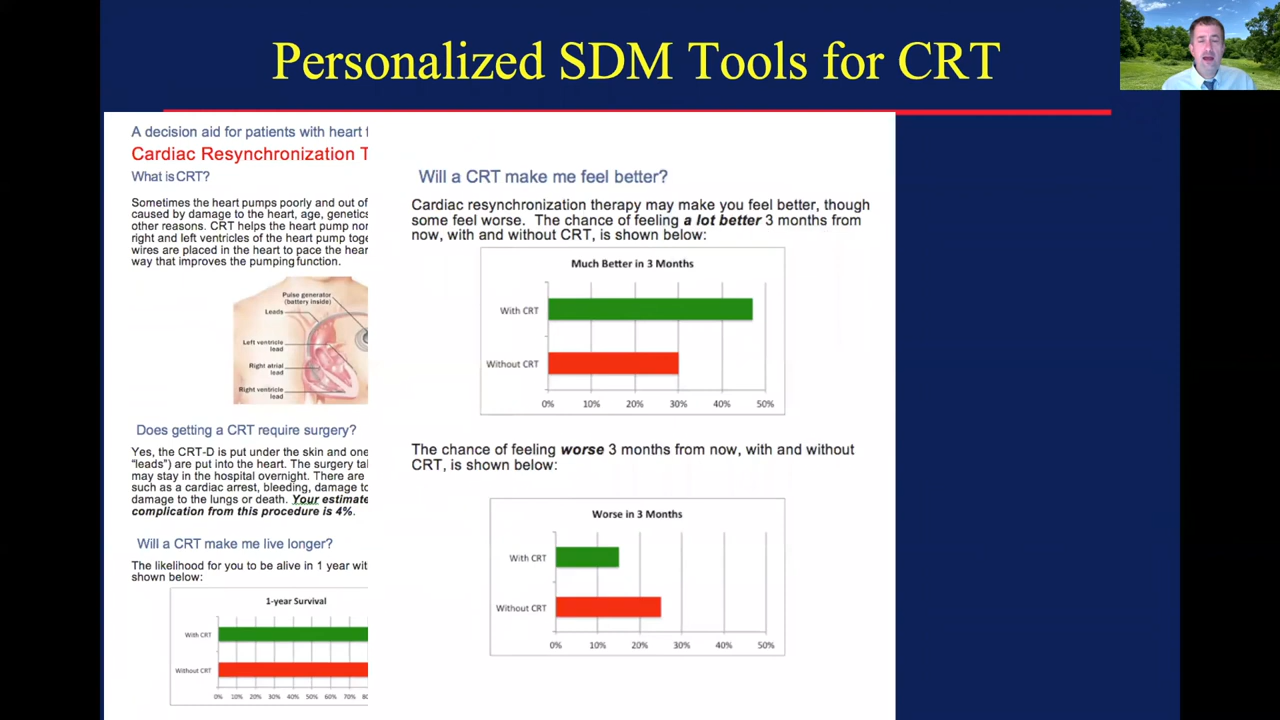 Personalized SDM Tools for CRT
A decision aid for patients with heart
Cardiac Resynchronization
What is CRT?
Sometimes the heart pumps poorly and out of
caused by damage to the heart, age, genetics
other reasons. CRT helps the heart pump
right and left ventricles of the heart pump
wires are placed in the heart to pace the
way that improves the pumping function.
Pulse generator
(battery inside)
Leads
Left ventricle
lead
Right atrial
lead
Right ventricle
lead
Does getting a CRT require surgery?
Yes, the CRT-D is put under the skin and one
“leads”) are put into the heart. The surgery
may stay in the hospital overnight. There are
such as a cardiac arrest, bleeding, damage
damage to the lungs or death. Your
complication from this procedure is 4%.
Will a CRT make me live longer?
The likelihood for you to be alive in 1 year
shown below:
1-year Survival
With CRT
Without CRT
0% 10% 20% 30% 40% 50% 60% 70%
Will a CRT make me feel better?
Cardiac resynchronization therapy may make you feel better, though
some feel worse. The chance of feeling a lot better 3 months from
now, with and without CRT, is shown below:
Much Better in 3 Months
With CRT
Without CRT
0% 10% 20% 30% 40% 50%
The chance of feeling worse 3 months from now, with and without
CRT, is shown below:
Worse in 3 Months
With CRT
Without CRT
0% 10% 20% 30% 40% 50%